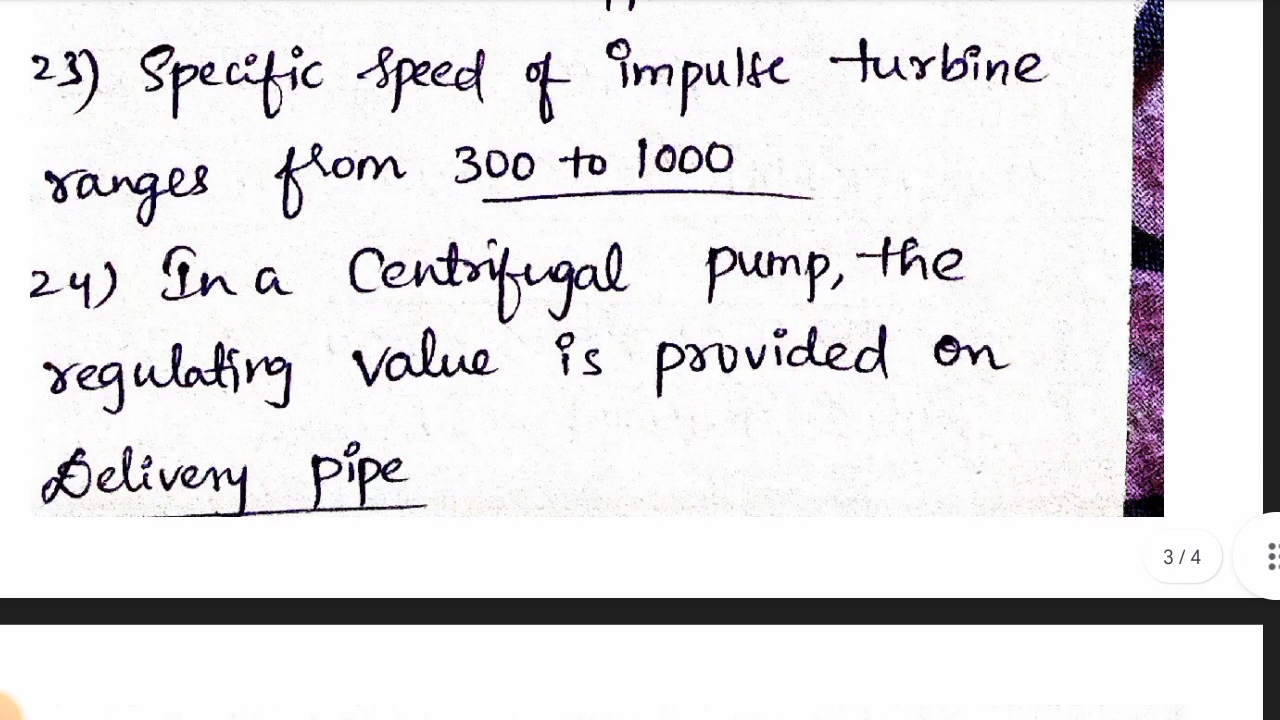 23) Specific Speed of impulse turbine
ranges from 300 to 1000
24) In a Centrifugal pump, the
regulating value is provided on
Delivery pipe
3 / 4